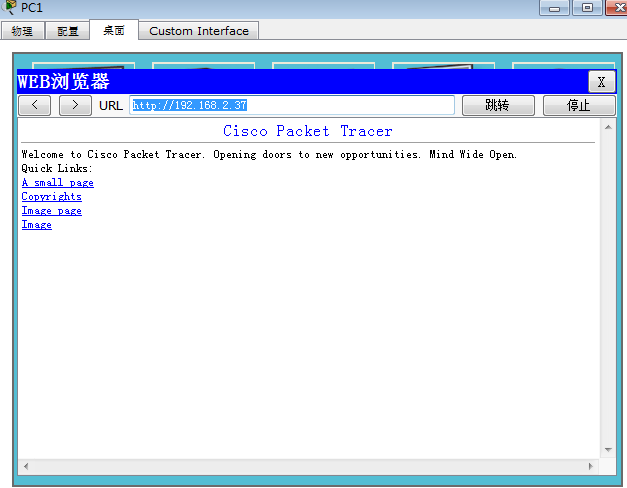 PC1
物理 配置 桌面 Custom Interface
WEB浏览器 X
< > URL http://192.168.2.37 跳转 停止
Cisco Packet Tracer
Welcome to Cisco Packet Tracer. Opening doors to new opportunities. Mind Wide Open.
Quick Links:
A small page
Copyrights
Image page
Image